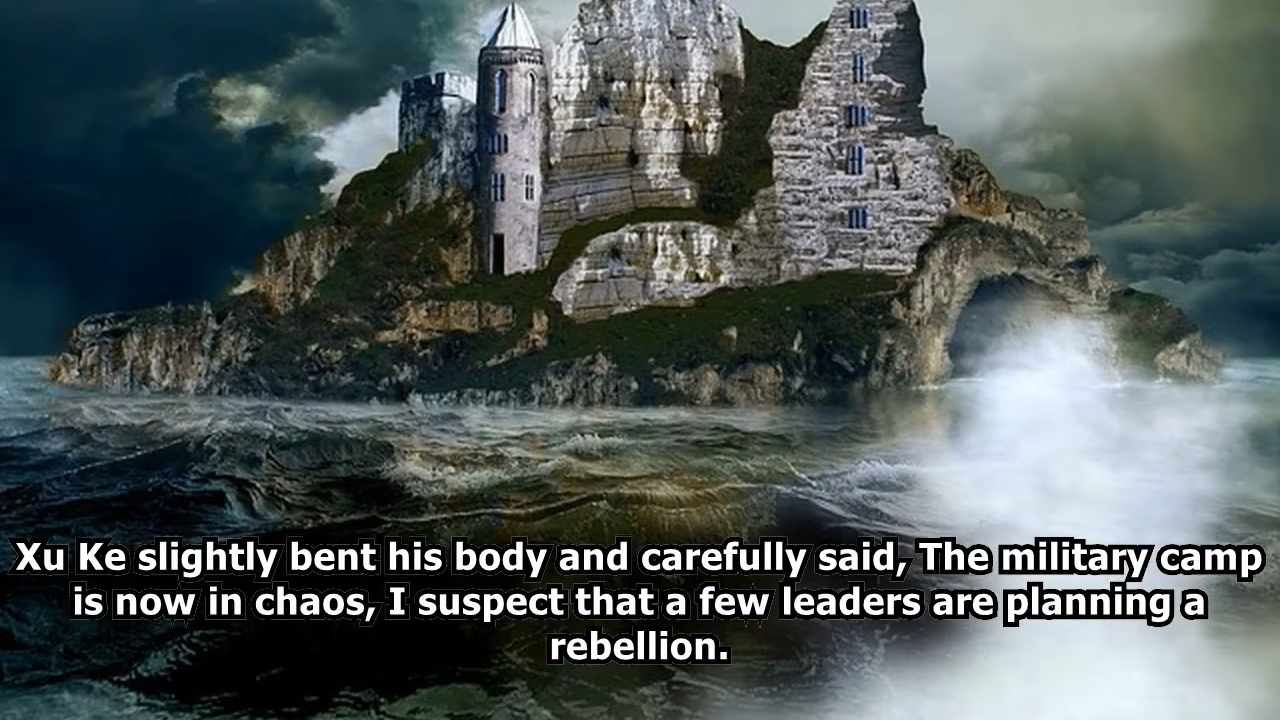 Xu Ke slightly bent his body and carefully said, The military camp
is now in chaos, I suspect that a few leaders are planning a
rebellion.